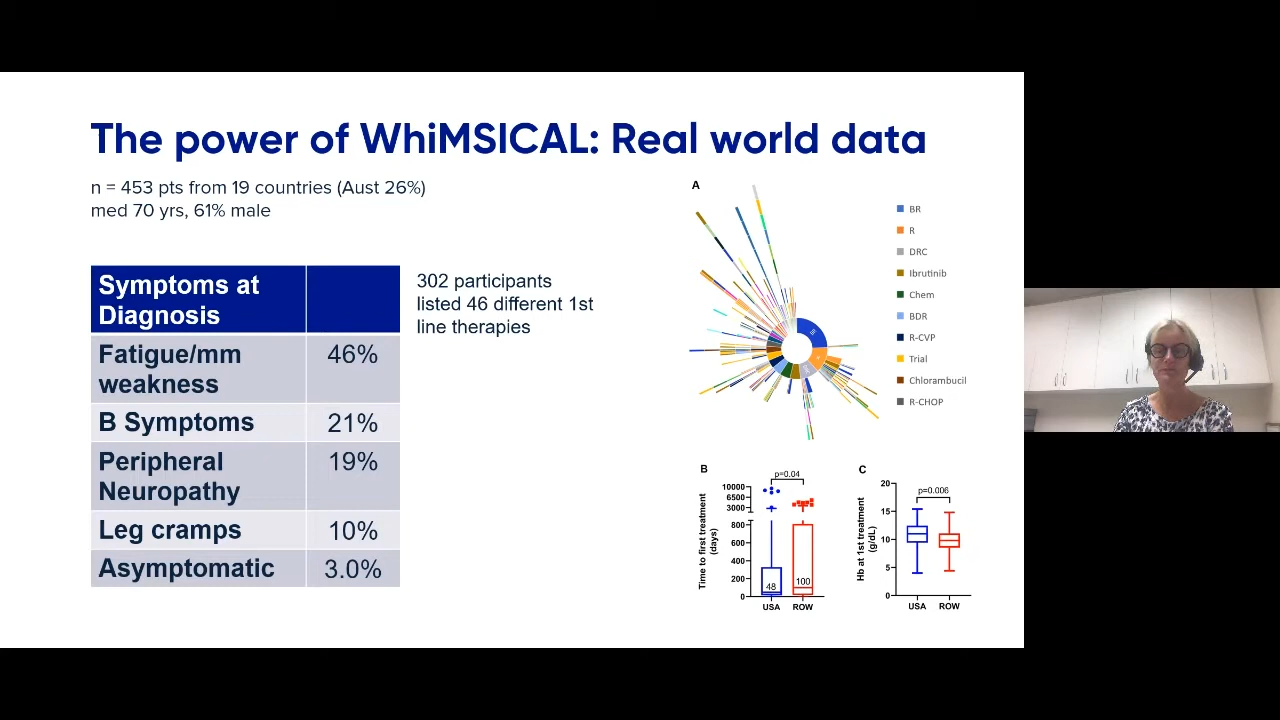 The power of WhiMSICAL: Real world data
n = 453 pts from 19 countries (Aust 26%)
med 70 yrs, 61% male
Symptoms at
Diagnosis
Fatigue/mm
weakness
46%
B Symptoms
21%
Peripheral
Neuropathy
19%
Leg cramps
10%
Asymptomatic
3.0%
302 participants
listed 46 different 1st
line therapies
A
BR
R
DRC
Ibrutinib
Chem
BDR
R-CVP
Trial
Chlorambucil
R-CHOP
B
p=0.04
Time to first treatment
(days)
10000
6500
3000
800
600
400
200
0
48
100
USA
ROW
C
p=0.006
Hb at 1st treatment
(g/dL)
20
15
10
5
0
USA
ROW